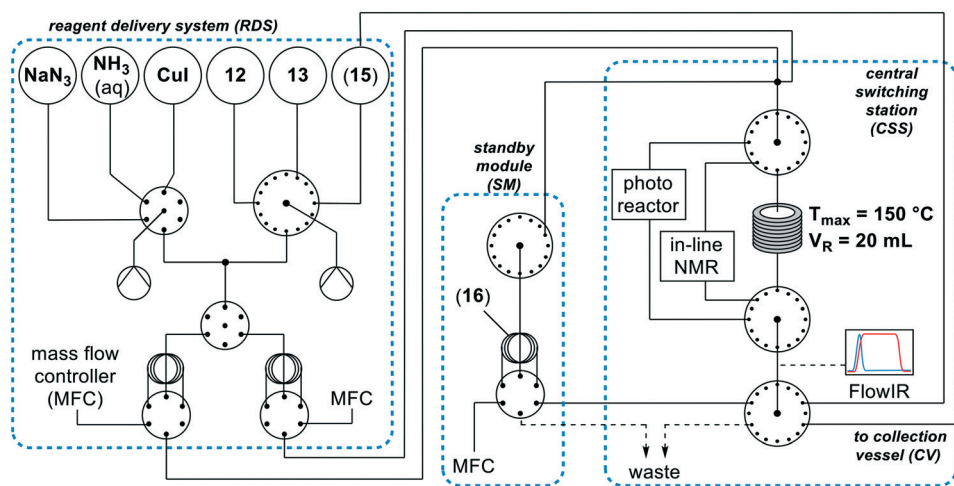 reagent delivery system (RDS)
NaN₃
NH₃
(aq)
CuI
12
13
(15)
mass flow
controller
(MFC)
MFC
standby
module
(SM)
(16)
MFC
waste
central
switching
station
(CSS)
photo
reactor
in-line
NMR
Tmax = 150 °C
VR = 20 mL
FlowIR
to collection
vessel (CV)